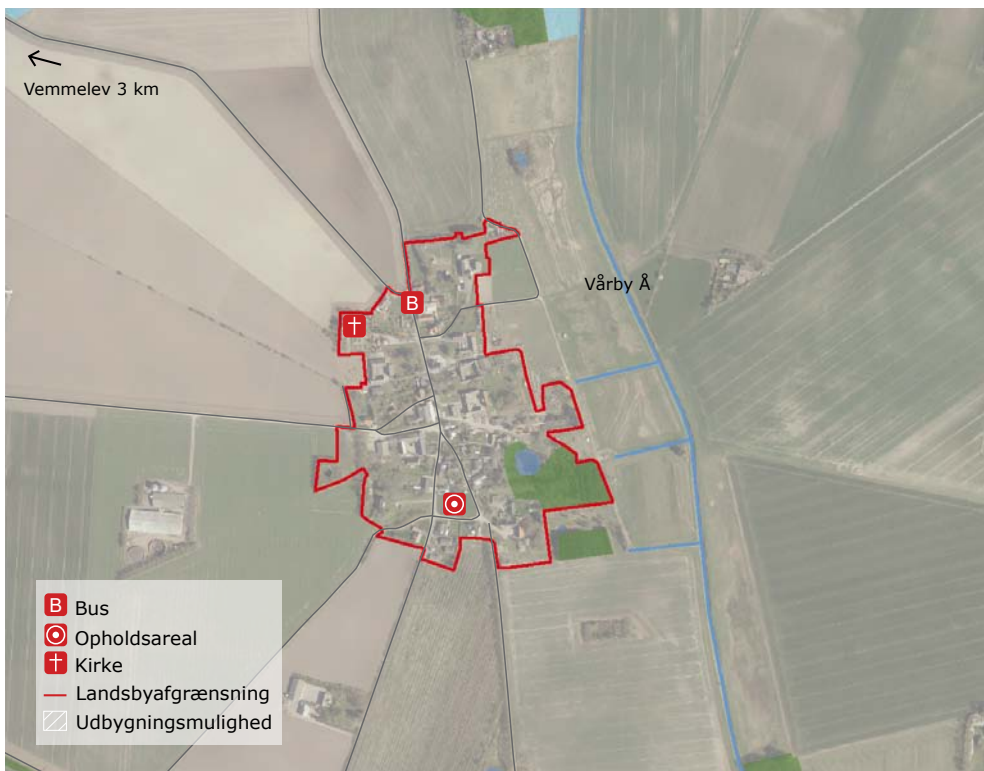 Vemmelev 3 km
Vårby Å
B
B Bus
Opholdsareal
Kirke
Landsbyafgrænsning
Udbygningsmulighed